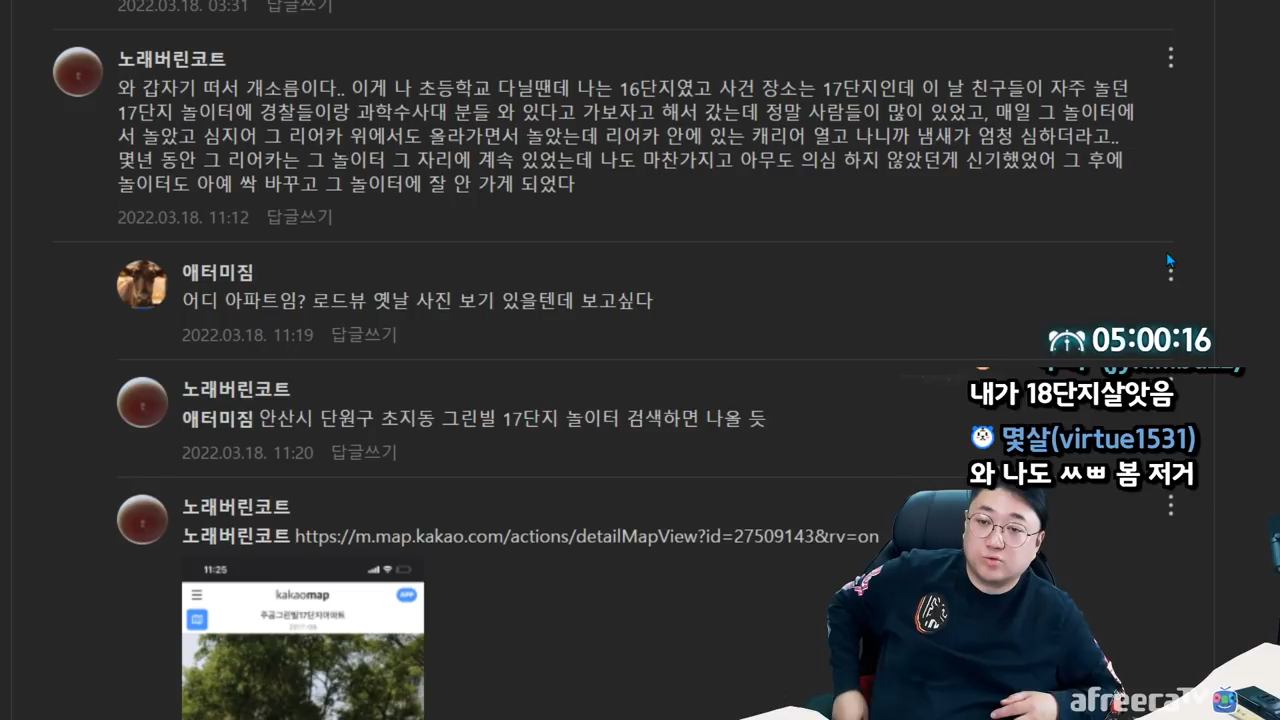 2022.03.18. 03:31 답글쓰기
노래버린코트
와 갑자기 떠서 개소름이다.. 이게 나 초등학교 다닐땐데 나는 16단지였고 사건 장소는 17단지인데 이 날 친구들이 자주 놀던
17단지 놀이터에 경찰들이랑 과학수사대 분들 와 있다고 가보자고 해서 갔는데 정말 사람들이 많이 있었고, 매일 그 놀이터에
서 놀았고 심지어 그 리어카 위에서도 올라가면서 놀았는데 리어카 안에 있는 캐리어 열고 나니까 냄새가 엄청 심하더라고..
몇년 동안 그 리어카는 그 놀이터 그 자리에 계속 있었는데 나도 마찬가지고 아무도 의심 하지 않았던게 신기했었어 그 후에
놀이터도 아예 싹 바꾸고 그 놀이터에 잘 안 가게 되었다
2022.03.18. 11:12 답글쓰기
애터미짐
어디 아파트임? 로드뷰 옛날 사진 보기 있을텐데 보고싶다
2022.03.18. 11:19 답글쓰기
05:00:16
내가 18단지살앗음
노래버린코트
애터미짐 안산시 단원구 초지동 그린빌 17단지 놀이터 검색하면 나올 듯
2022.03.18. 11:20 답글쓰기
몇살(virtue1531)
와 나도 ㅆㅃ 봄 저거
노래버린코트
노래버린코트 https://m.map.kakao.com/actions/detailMapView?id=27509143&rv=on
11:25
kakaomap
APP
주공그린빌17단지아파트
afreecaTV